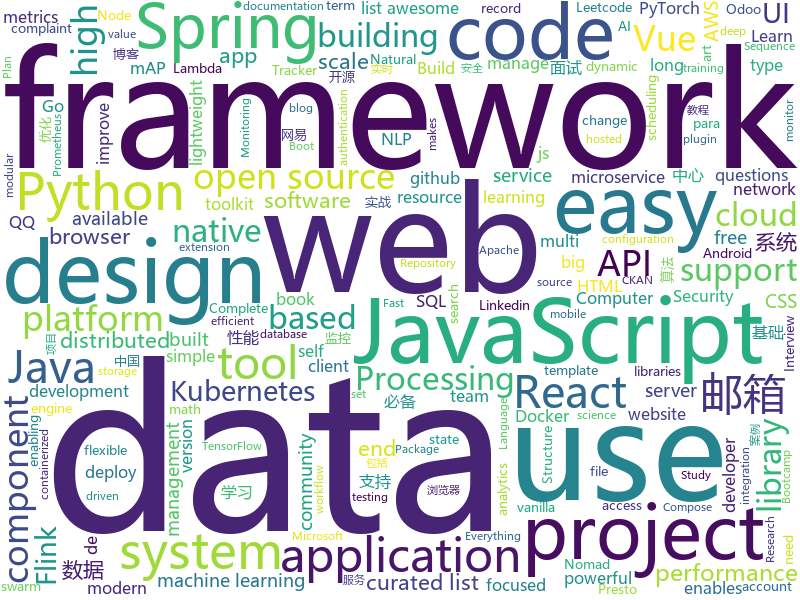 documentation
term
list awesome
Leetcode
PyTorch
Odoo
UI
AWS
Node
AI
metrics
complaint
high
Spring
building
code
Vue
Learn
record
deep
Sequence
value
Tracker
Natural
app
scale
manage
面试
dynamic
long
art
training
博客
Plan
mAP
Lambda
开源
Build
type
实时
安全
framework
Go
优化
Prometheus
improve
lightweight
Monitoring
网易
Boot
blog
authentication
makes
NLP
change
hosted
scheduling
para
monitor
plugin
教程
modular
Python
open source
github
js
microservice
中心
questions
toolkit
实战
resource
service
learning
network
QQ
available
software
browser
native
web
easy
cloud
multi
free
系统
extension
Apache
configuration
Android
Repository
API
算法
design
big
HTML
support
source
CKAN
Computer
Security
CSS
platform
Complete
based
book
search
SQL
Linkedin
Fast
mobile
基础
Interview
efficient
database
distributed
built
性能
监控
项目
self
JavaScript
Java
tool
simple
中国
client
Processing
template
libraries
development
Kubernetes
必备
team
React
server
storage
set
math
Language
science
website
engine
component
enabling
containerized
management
version
flexible
deploy
data
community
Docker
state
Package
Structure
file
use
developer
integration
案例
library
Bootcamp
邮箱
TensorFlow
end
包括
driven
学习
支持
workflow
testing
浏览器
analytics
vanilla
access
Compose
Study
Research
Flink
de
数据
system
application
Microsoft
Everything
project
performance
Nomad
need
modern
machine learning
服务
curated list
focused
powerful
Presto
enables
account
swarm